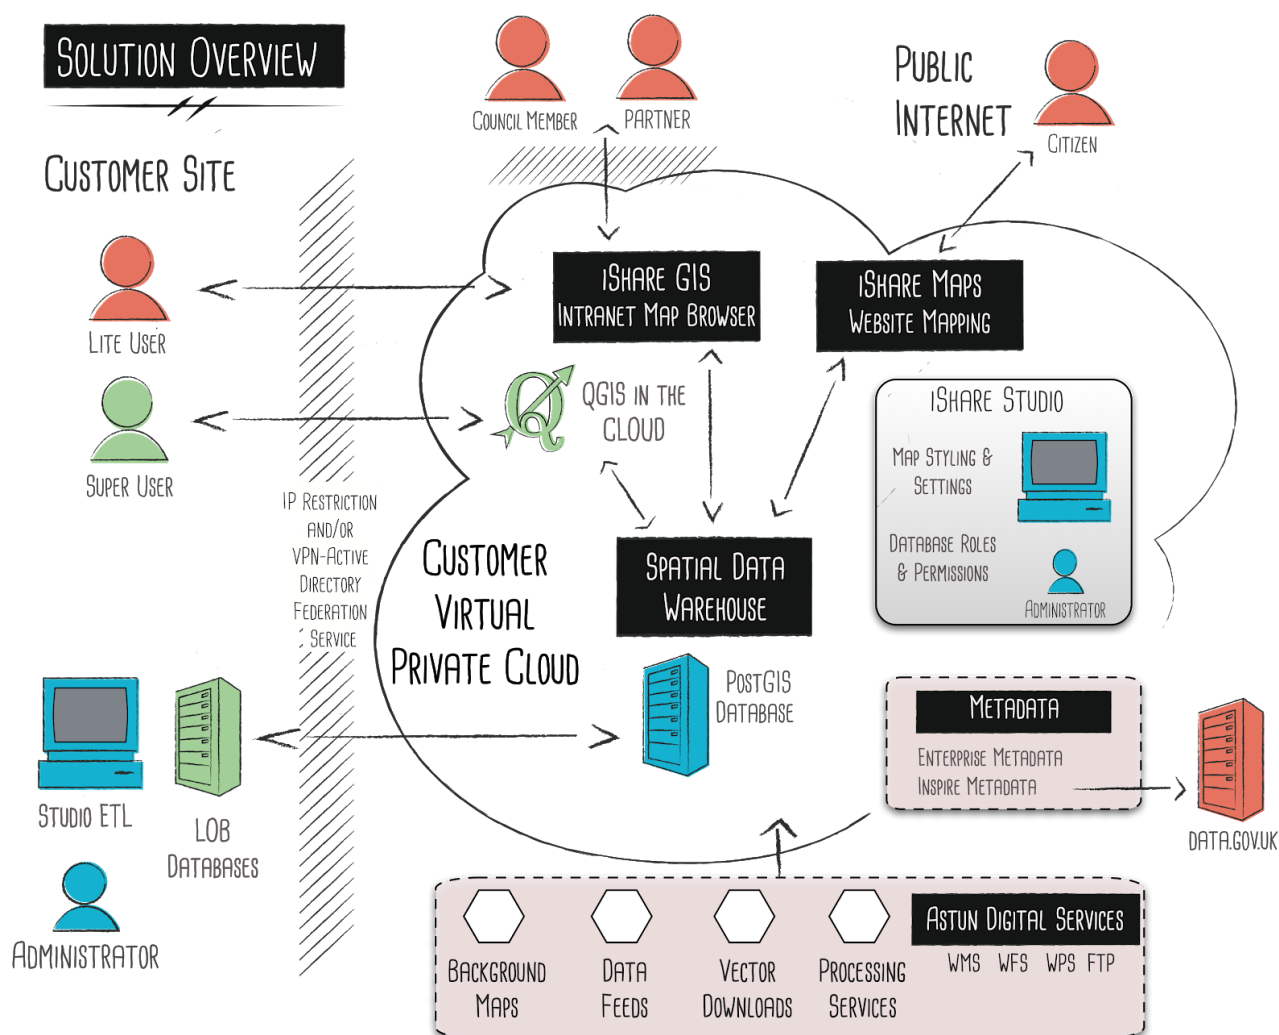 Solution Overview
Customer Site
Council Member
Partner
Public
Internet
Citizen
Lite User
Super User
IP Restriction
and/or
VPN-Active
Directory
Federation
Service
iShare GIS
Intranet Map Browser
iShare Maps
Website Mapping
QGIS in the
Cloud
iShare Studio
Map Styling &
Settings
Database Roles
& Permissions
Administrator
Customer
Virtual
Private Cloud
Spatial Data
Warehouse
PostGIS
Database
Studio ETL
LOB
Databases
Administrator
Metadata
Enterprise Metadata
Inspire Metadata
data.gov.uk
Background
Maps
Data
Feeds
Vector
Downloads
Processing
Services
Astun Digital Services
WMS WFS WPS FTP